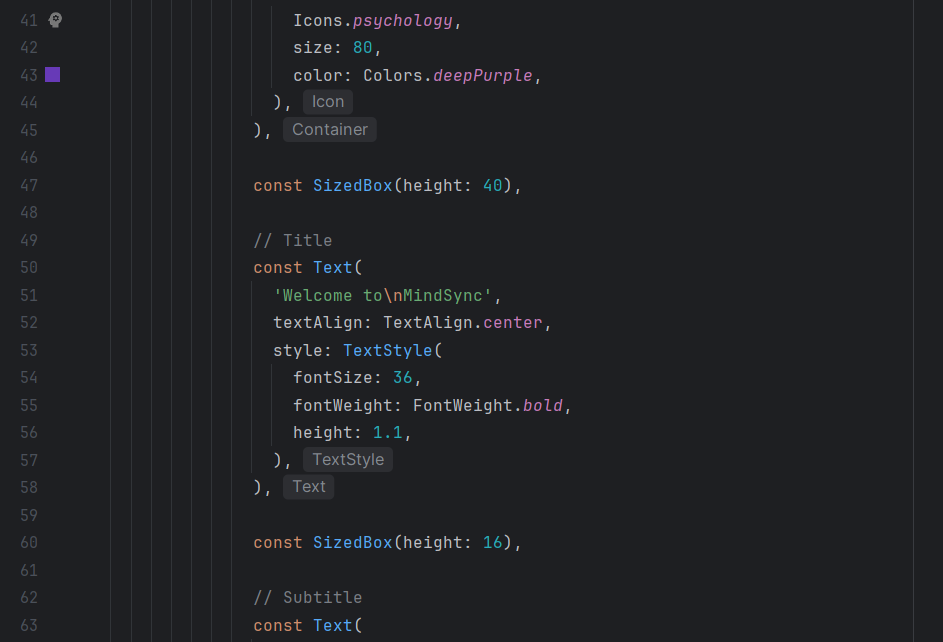 41 Icons.psychology,
42 size: 80,
43 color: Colors.deepPurple,
44 ), Icon
45 ), Container
46
47 const SizedBox(height: 40),
48
49 // Title
50 const Text(
51 'Welcome to\nMindSync',
52 textAlign: TextAlign.center,
53 style: TextStyle(
54 fontSize: 36,
55 fontWeight: FontWeight.bold,
56 height: 1.1,
57 ), TextStyle
58 ), Text
59
60 const SizedBox(height: 16),
61
62 // Subtitle
63 const Text(